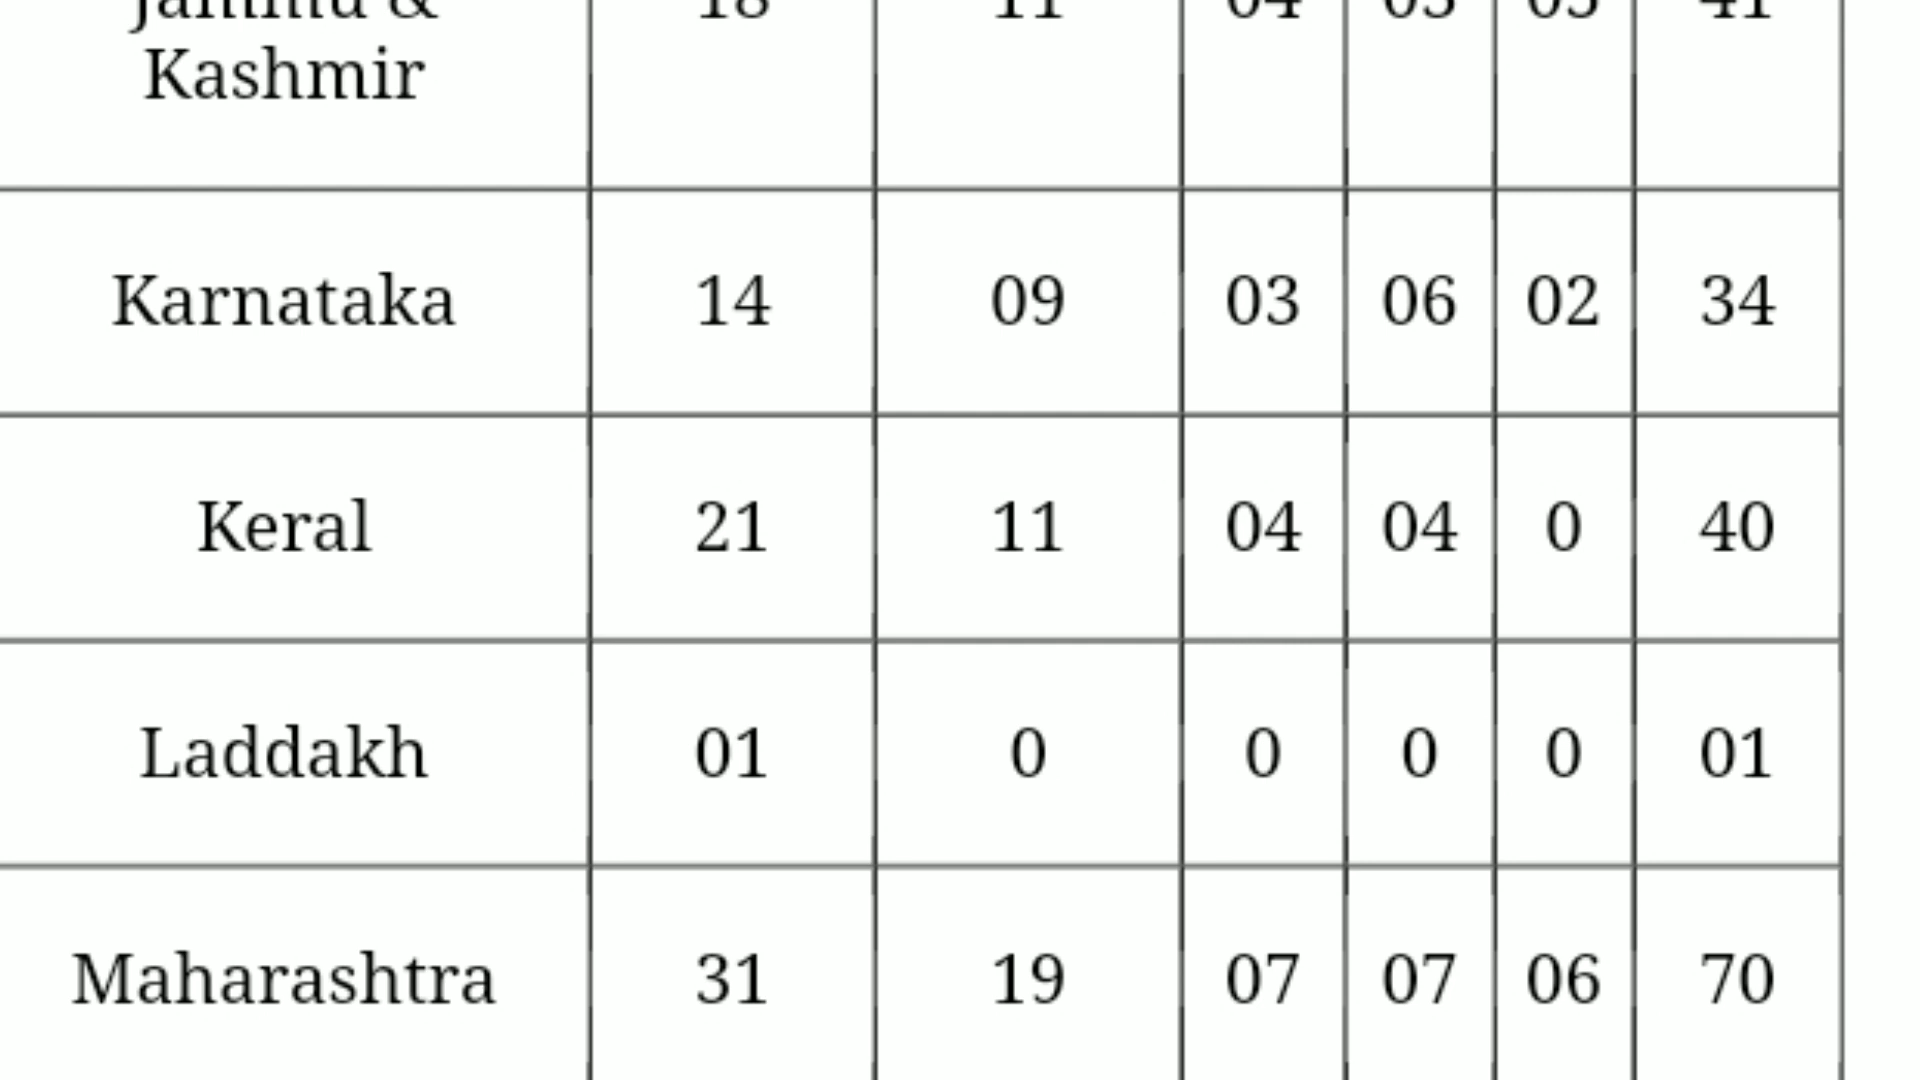 Jammu & 18 11 04 03 05 41
Kashmir
Karnataka 14 09 03 06 02 34
Keral 21 11 04 04 0 40
Laddakh 01 0 0 0 0 01
Maharashtra 31 19 07 07 06 70